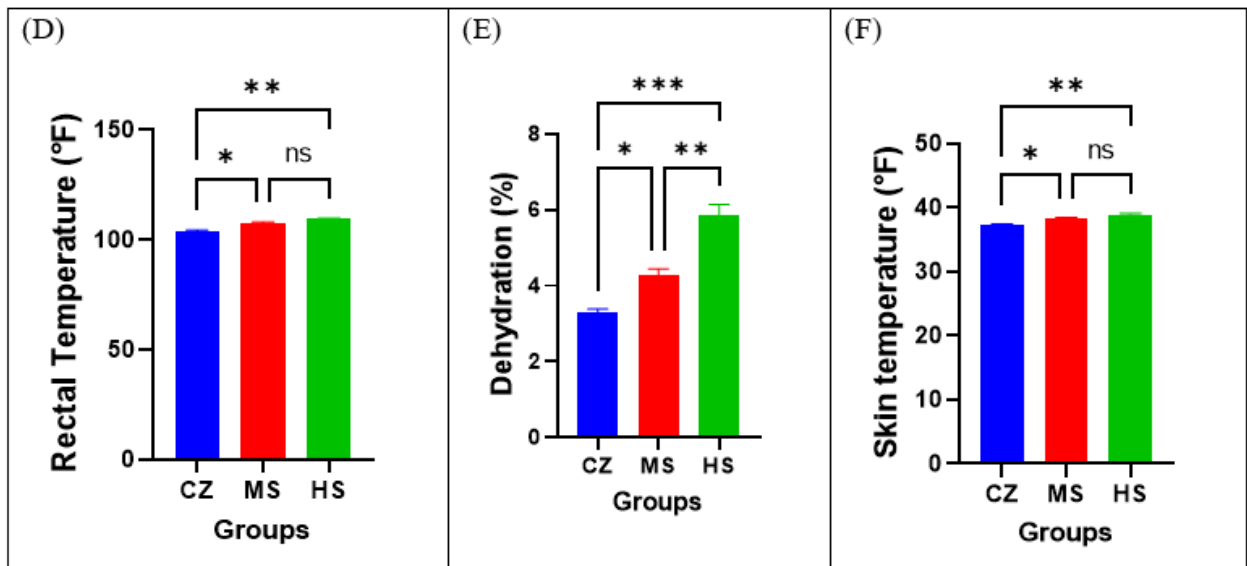 (D)
**
*
ns
Rectal Temperature (°F)
150
100
50
0
CZ MS HS
Groups
(E)
***
*
**
Dehydration (%)
8
6
4
2
0
CZ MS HS
Groups
(F)
**
*
ns
Skin temperature (°F)
50
40
30
20
10
0
CZ MS HS
Groups